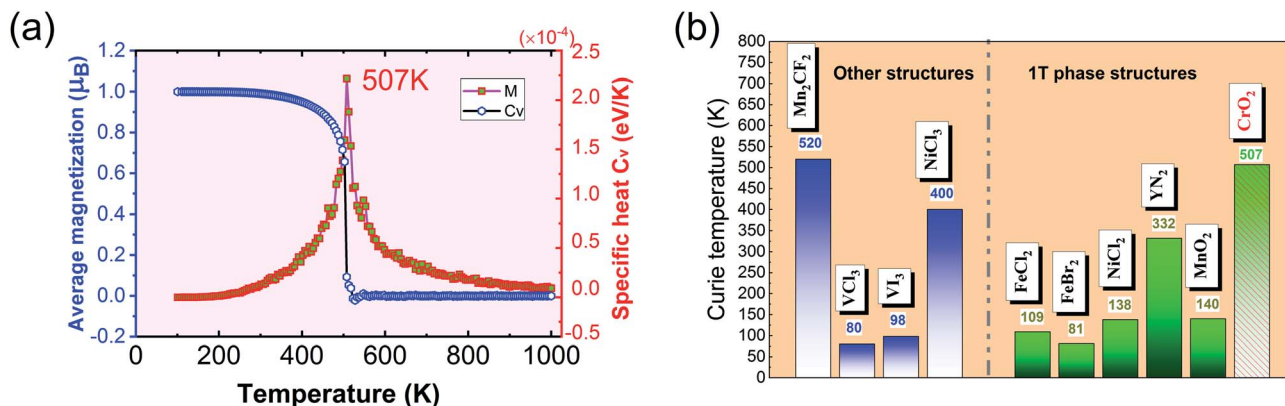 (a)
Average magnetization (μB)
1.2
1.0
0.8
0.6
0.4
0.2
0.0
-0.2
507K
M
Cv
(×10⁻⁴)
2.5
2.0
1.5
1.0
0.5
0.0
-0.5
Specific heat Cᵥ (eV/K)
0
200
400
600
800
1000
Temperature (K)
(b)
Curie temperature (K)
800
750
700
650
600
550
500
450
400
350
300
250
200
150
100
50
0
Other structures
1T phase structures
Mn₂CF₂
520
VCl₃
80
VI₃
98
NiCl₃
400
FeCl₂
109
FeBr₂
81
NiCl₂
138
YN₂
332
MnO₂
140
CrO₂
507